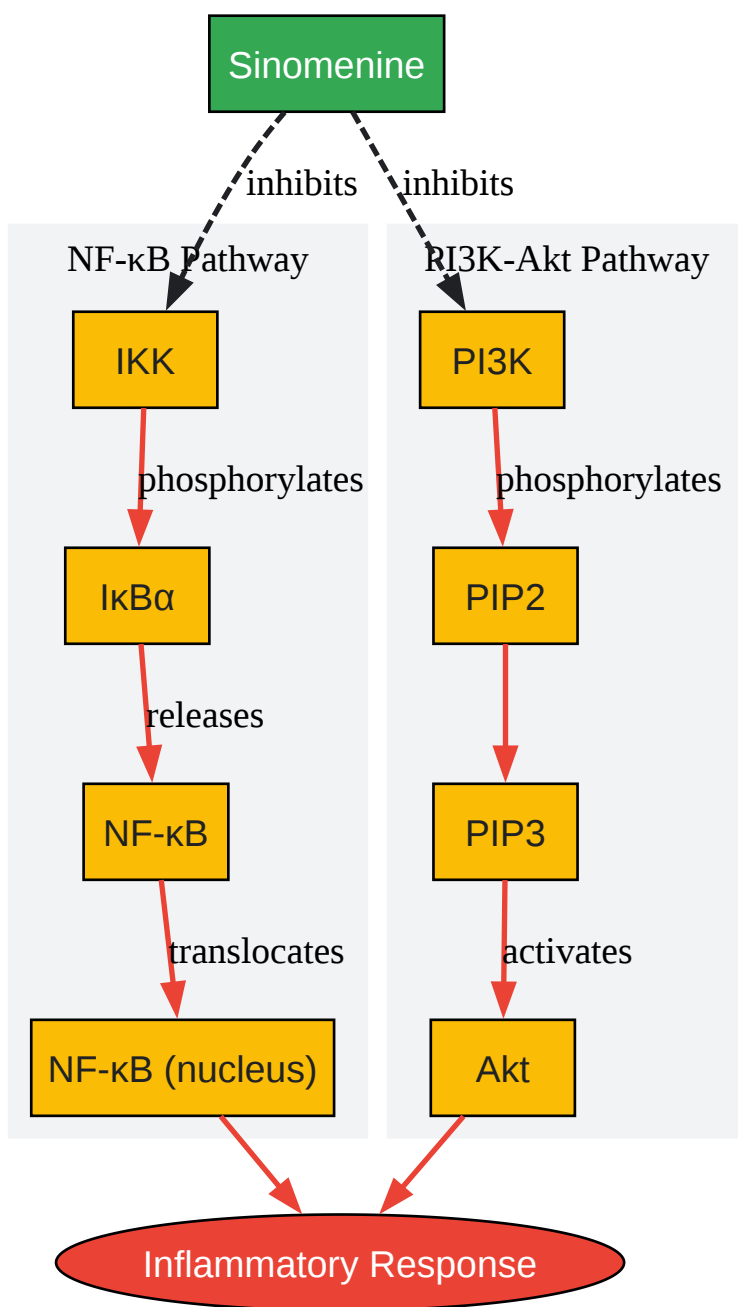 Sinomenine
inhibits
inhibits
NF-κB Pathway
PI3K-Akt Pathway
IKK
PI3K
phosphorylates
phosphorylates
IκBα
PIP2
releases
NF-κB
PIP3
translocates
activates
NF-κB (nucleus)
Akt
Inflammatory Response